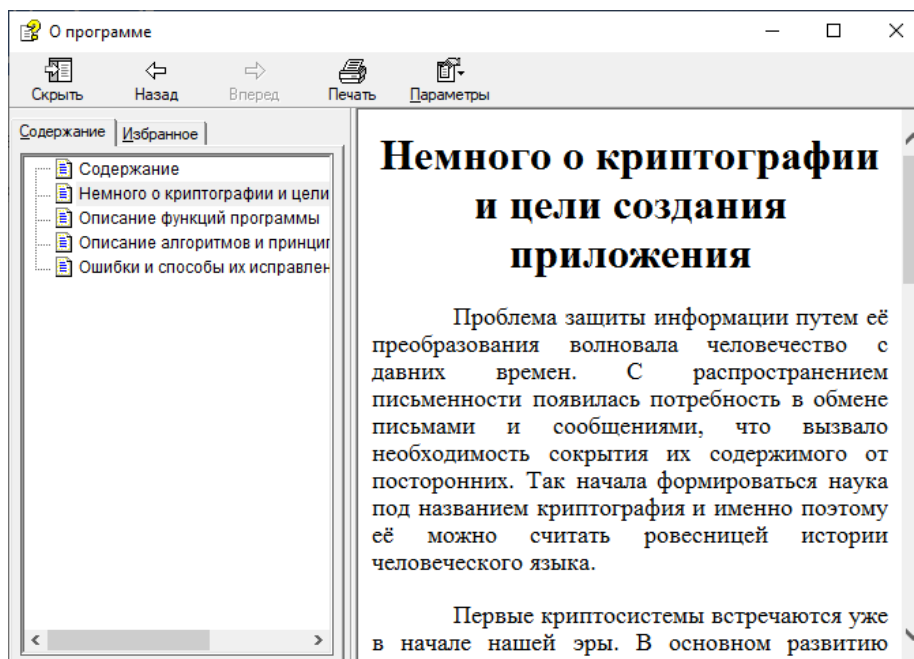 О программе
Скрыть Назад Вперед Печать Параметры
Содержание Избранное
Содержание
Немного о криптографии и цели
Описание функций программы
Описание алгоритмов и принцип
Ошибки и способы их исправлен
Немного о криптографии
и цели создания
приложения
Проблема защиты информации путем её
преобразования волновала человечество с
давних времен. С распространением
письменности появилась потребность в обмене
письмами и сообщениями, что вызвало
необходимость сокрытия их содержимого от
посторонних. Так начала формироваться наука
под названием криптография и именно поэтому
её можно считать ровесницей истории
человеческого языка.
Первые криптосистемы встречаются уже
в начале нашей эры. В основном развитию